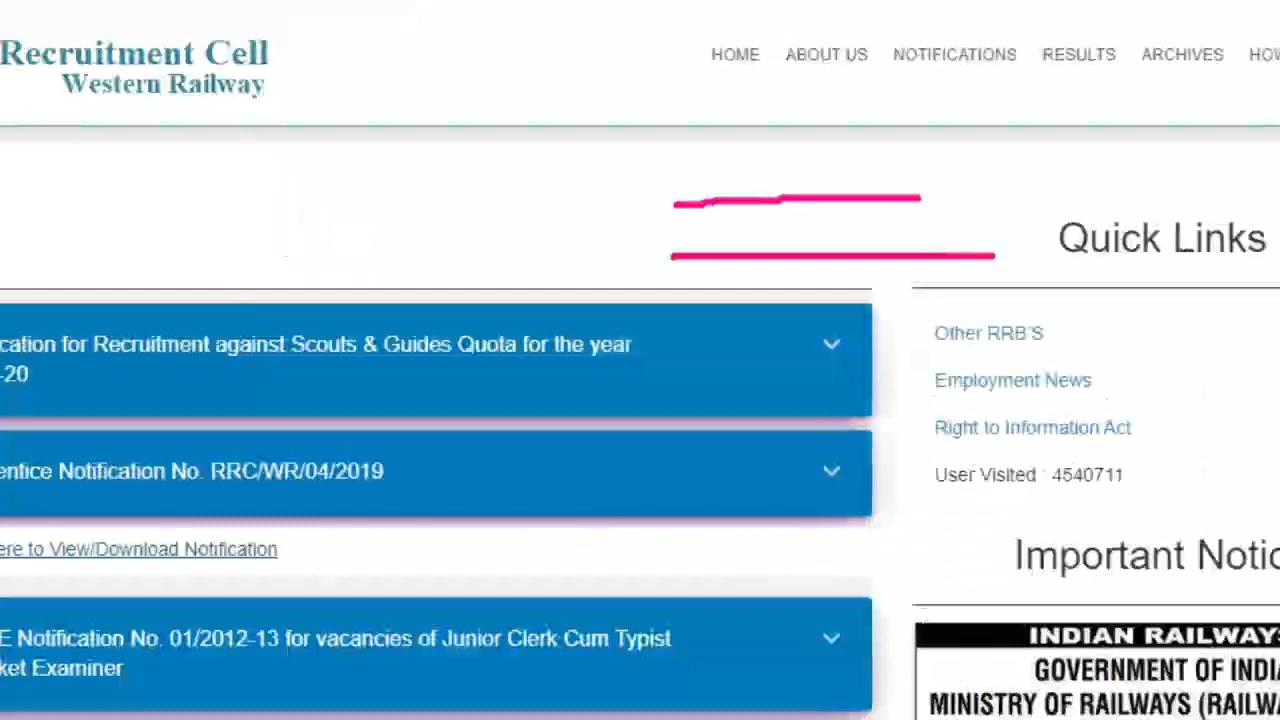 Recruitment Cell
Western Railway
HOME ABOUT US NOTIFICATIONS RESULTS ARCHIVES HOW
Quick Links
cation for Recruitment against Scouts & Guides Quota for the year
-20
entice Notification No. RRC/WR/04/2019
ere to View/Download Notification
E Notification No. 01/2012-13 for vacancies of Junior Clerk Cum Typist
ket Examiner
Other RRB'S
Employment News
Right to Information Act
User Visited : 4540711
Important Notic
INDIAN RAILWAYS
GOVERNMENT OF INDIA
MINISTRY OF RAILWAYS (RAILWA